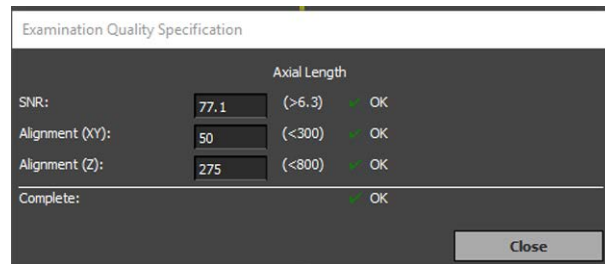 Examination Quality Specification
Axial Length
SNR: 77.1 (>6.3) ✓ OK
Alignment (XY): 50 (<300) ✓ OK
Alignment (Z): 275 (<800) ✓ OK
Complete: ✓ OK
Close